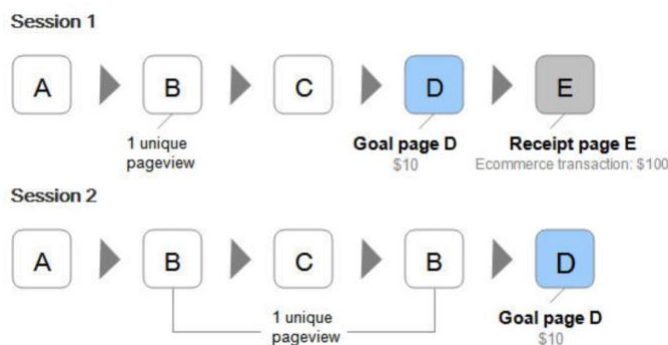 Session 1
A B C D E
1 unique
pageview
Goal page D
$10
Receipt page E
Ecommerce transaction: $100
Session 2
A B C B D
1 unique
pageview
Goal page D
$10